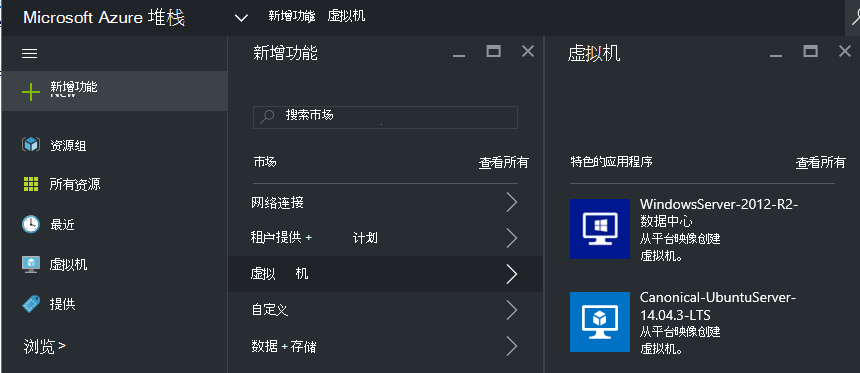 Microsoft Azure 堆栈
新增功能 虚拟机
新增功能
New
资源组
所有资源
最近
虚拟机
提供
浏览 >
新增功能
搜索市场
市场
查看所有
网络连接
租户提供 + 计划
虚拟 机
自定义
数据 + 存储
虚拟机
特色的应用程序
查看所有
WindowsServer-2012-R2-
数据中心
从平台映像创建
虚拟机。
Canonical-UbuntuServer-
14.04.3-LTS
从平台映像创建
虚拟机。